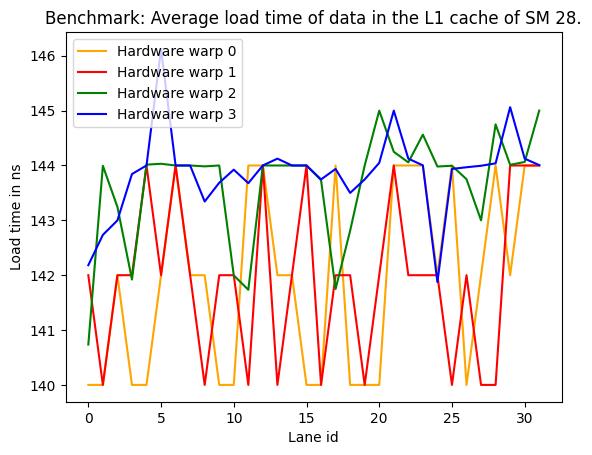 Benchmark: Average load time of data in the L1 cache of SM 28.
Hardware warp 0
Hardware warp 1
Hardware warp 2
Hardware warp 3
146
145
144
143
142
141
140
Load time in ns
0 5 10 15 20 25 30
Lane id